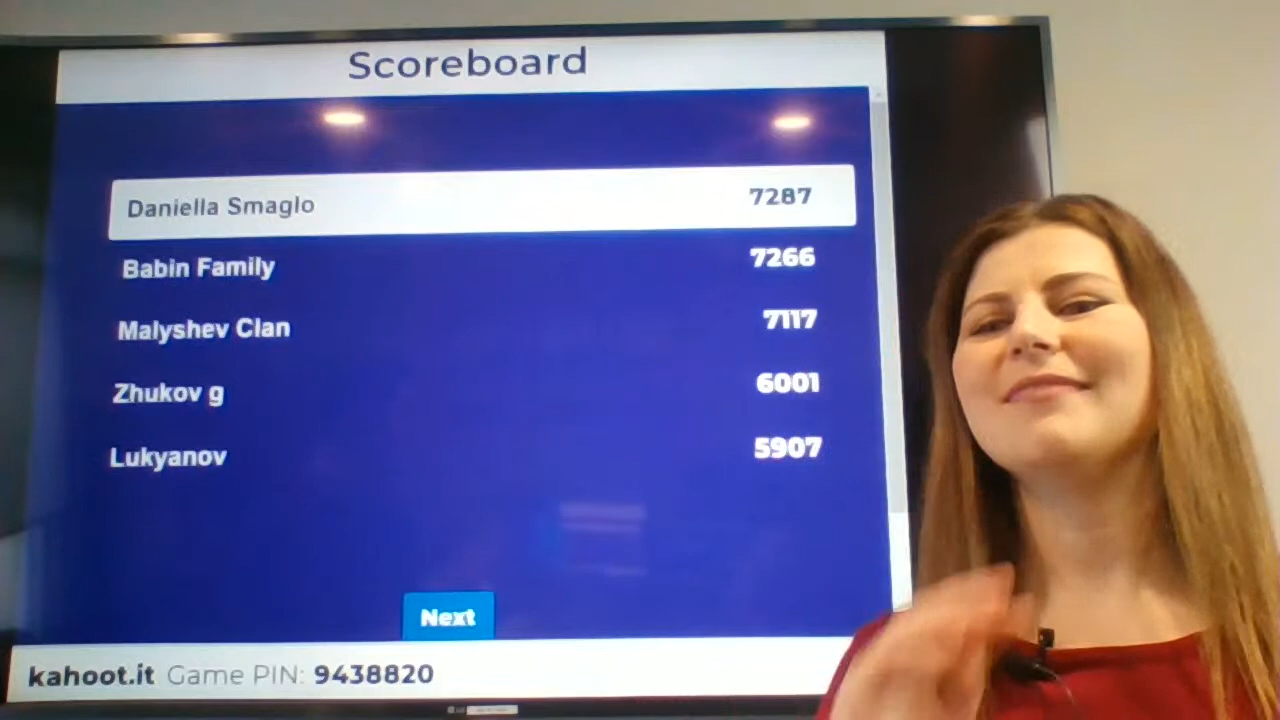 Scoreboard
Daniella Smaglo 7287
Babin Family 7266
Malyshev Clan 7117
Zhukov g 6001
Lukyanov 5907
Next
kahoot.it Game PIN: 9438820